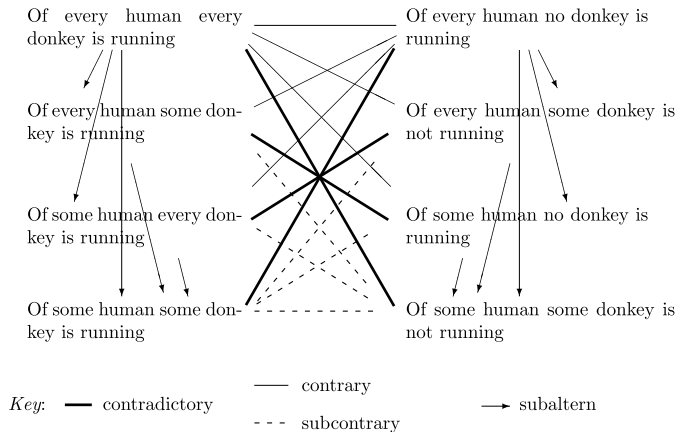 Of every human every
donkey is running
Of every human no donkey is
running
Of every human some don-
key is running
Of every human some donkey is
not running
Of some human every don-
key is running
Of some human no donkey is
running
Of some human some don-
key is running
Of some human some donkey is
not running
Key: contradictory
contrary
subcontrary
subaltern